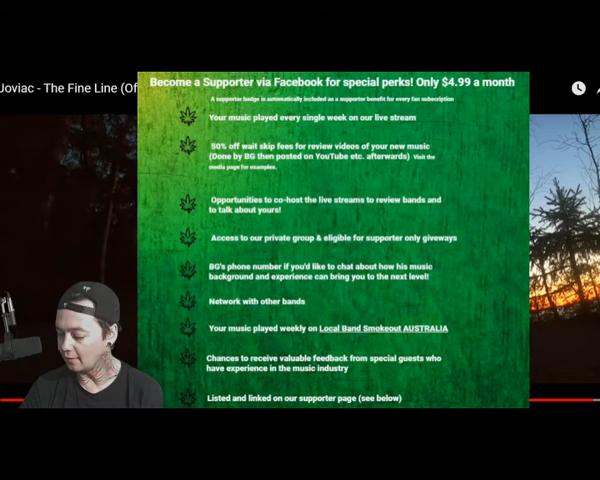 Become a Supporter via Facebook for special perks! Only $4.99 a month
Joviac - The Fine Line (Of
A supporter badge is automatically included as a supporter benefit for every fan subscription
Your music played every single week on our live stream
50% off wait skip fees for review videos of your new music
(Done by BG then posted on YouTube etc. afterwards) Visit the
media page for examples.
Opportunities to co-host the live streams to review bands and
to talk about yours!
Access to our private group & eligible for supporter only giveways
BG's phone number if you'd like to chat about how his music
background and experience can bring you to the next level!
Network with other bands
Your music played weekly on Local Band Smokeout AUSTRALIA
Chances to receive valuable feedback from special guests who
have experience in the music industry
Listed and linked on our supporter page (see below)